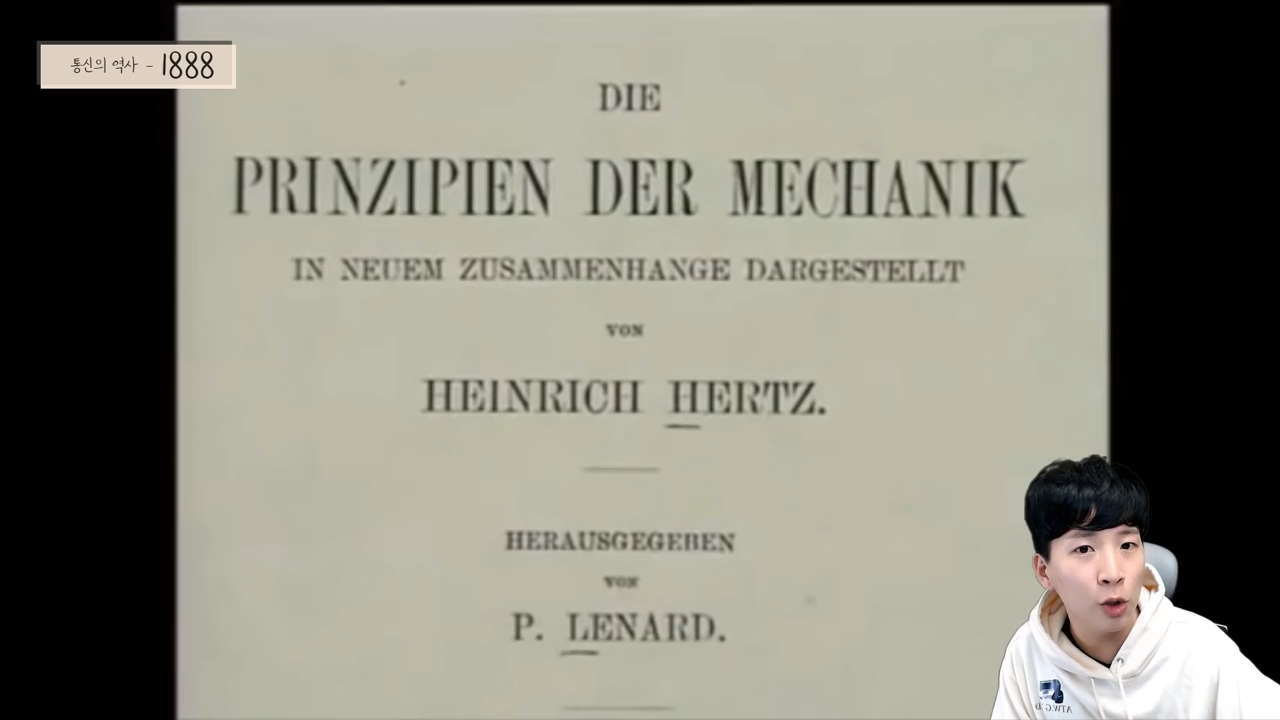 통신의 역사 - 1888
DIE
PRINZIPIEN DER MECHANIK
IN NEUEM ZUSAMMENHANGE DARGESTELLT
VON
HEINRICH HERTZ.
HERAUSGEGEBEN
VON
P. LENARD.